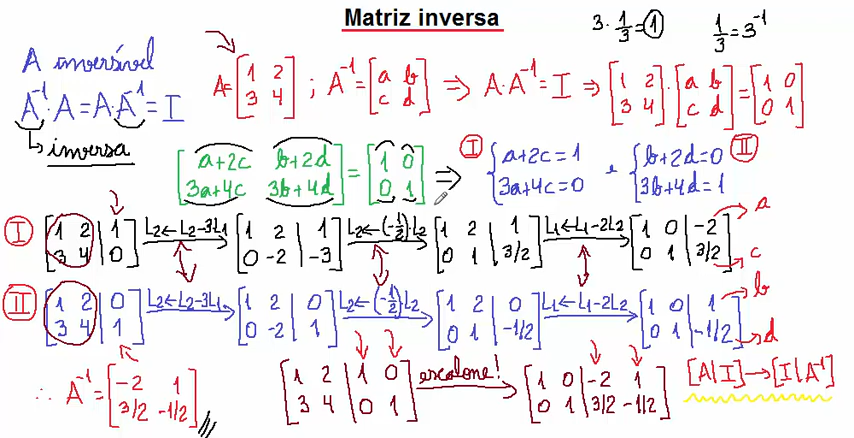 Matriz inversa
3 · 1/3 = 1    1/3 = 3⁻¹
A inversível
A⁻¹ · A = A · A⁻¹ = I
↳ inversa
A = [1 2; 3 4] ; A⁻¹ = [a b; c d] ⇒ A · A⁻¹ = I ⇒ [1 2; 3 4] · [a b; c d] = [1 0; 0 1]
[a+2c b+2d; 3a+4c 3b+4d] = [1 0; 0 1] ⇒ I {a+2c=1; 3a+4c=0 e {b+2d=0; 3b+4d=1 II
I [1 2 | 1; 3 4 | 0] L₂←L₂-3L₁ → [1 2 | 1; 0 -2 | -3] L₂←(-1/2)L₂ → [1 2 | 1; 0 1 | 3/2] L₁←L₁-2L₂ → [1 0 | -2; 0 1 | 3/2] → a → c
II [1 2 | 0; 3 4 | 1] L₂←L₂-3L₁ → [1 2 | 0; 0 -2 | 1] L₂←(-1/2)L₂ → [1 2 | 0; 0 1 | -1/2] L₁←L₁-2L₂ → [1 0 | 1; 0 1 | -1/2] → b → d
∴ A⁻¹ = [-2 1; 3/2 -1/2]
[1 2 | 1 0; 3 4 | 0 1] escalone! → [1 0 | -2 1; 0 1 | 3/2 -1/2]
[A|I] → [I|A⁻¹]